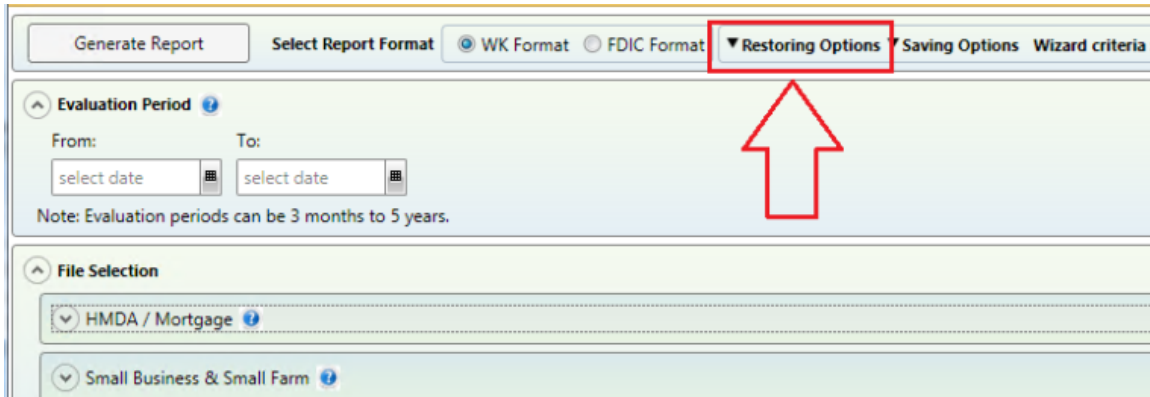 Generate Report Select Report Format WK Format FDIC Format ▼Restoring Options ▼Saving Options Wizard criteria
Evaluation Period ?
From: To:
select date select date
Note: Evaluation periods can be 3 months to 5 years.
File Selection
HMDA / Mortgage ?
Small Business & Small Farm ?